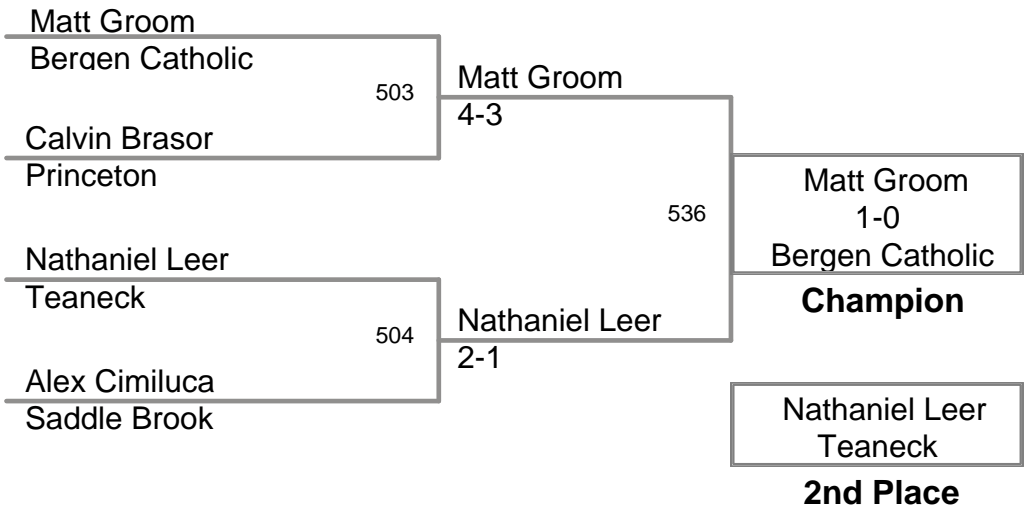 Matt Groom
Bergen Catholic
503
Calvin Brasor
Princeton
Nathaniel Leer
Teaneck
504
Alex Cimiluca
Saddle Brook
Matt Groom
4-3
536
Nathaniel Leer
2-1
Matt Groom
1-0
Bergen Catholic
Champion
Nathaniel Leer
Teaneck
2nd Place